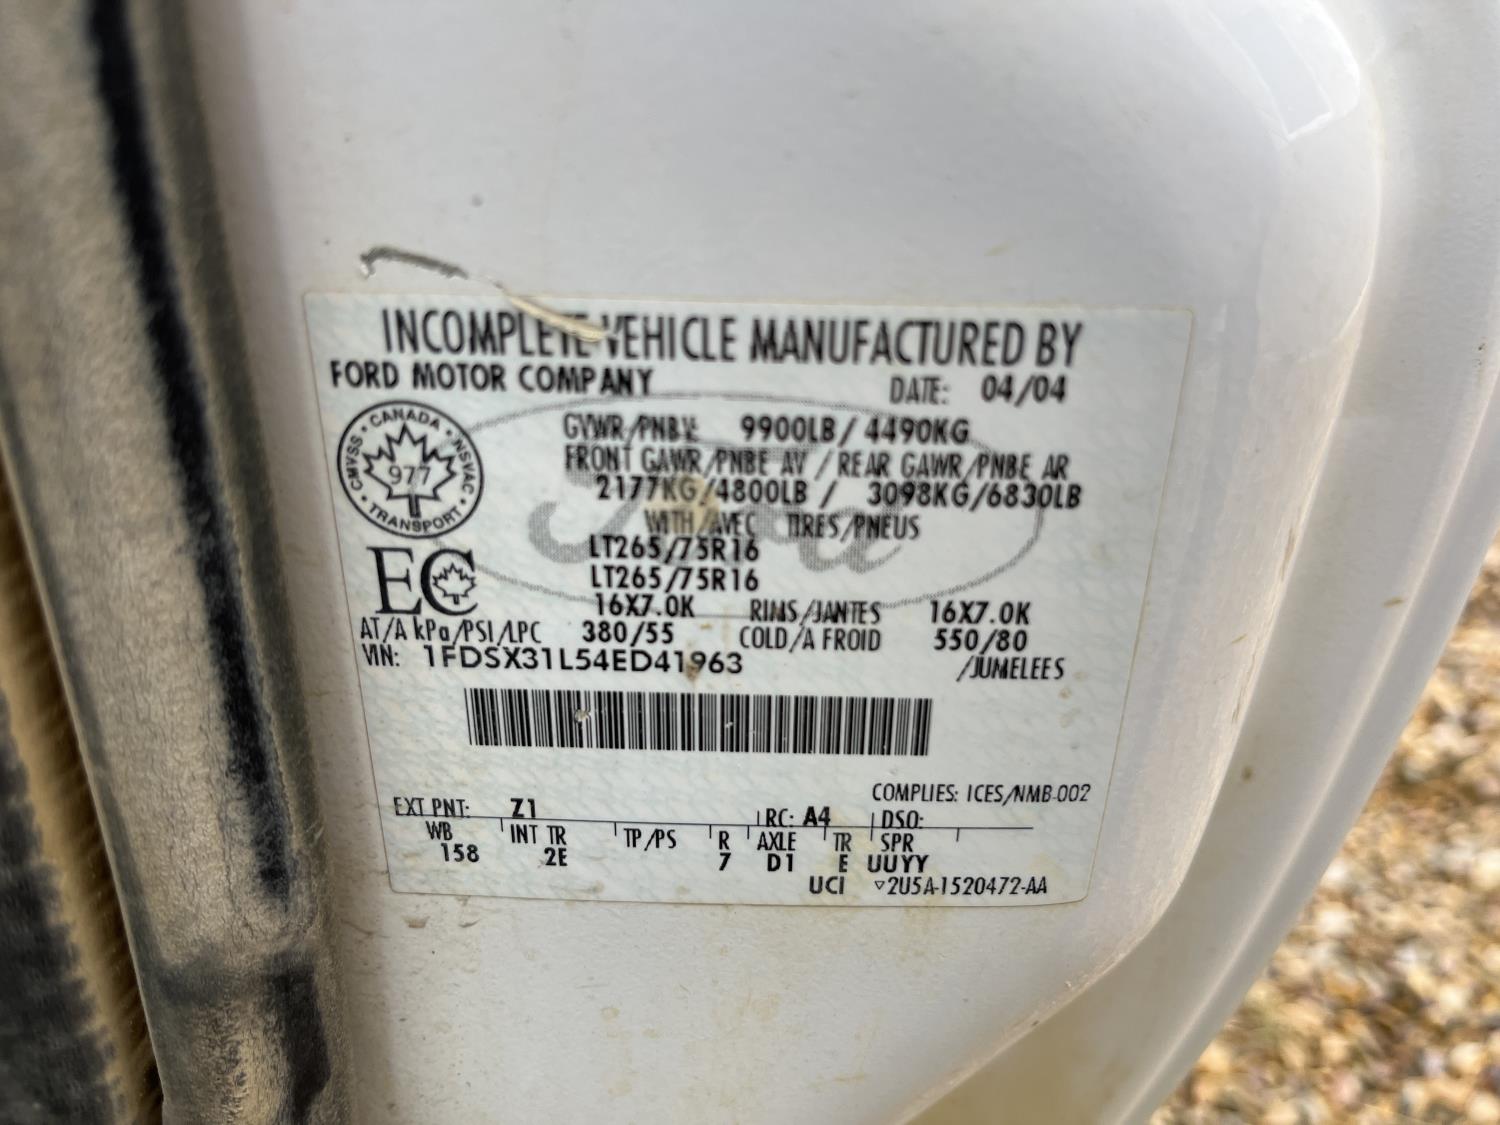 INCOMPLETE VEHICLE MANUFACTURED BY
FORD MOTOR COMPANY DATE: 04/04
CANADA
CMVSS · NSVAC
977
TRANSPORT
GVWR/PNBV: 9900LB/ 4490KG
FRONT GAWR/PNBE AV / REAR GAWR/PNBE AR
2177KG/4800LB / 3098KG/6830LB
WITH/AVEC TIRES/PNEUS
Ford
LT265/75R16
LT265/75R16
EC
16X7.0K RIMS/JANTES 16X7.0K
AT/A kPa/PSI/LPC 380/55 COLD/A FROID 550/80
VIN: 1FDSX31L54ED41963 /JUMELEES
COMPLIES: ICES/NMB-002
EXT PNT: Z1 RC: A4 DSO:
WB INT TR TP/PS R AXLE TR SPR
158 2E 7 D1 E UUYY
UCI ▽2U5A-1520472-AA